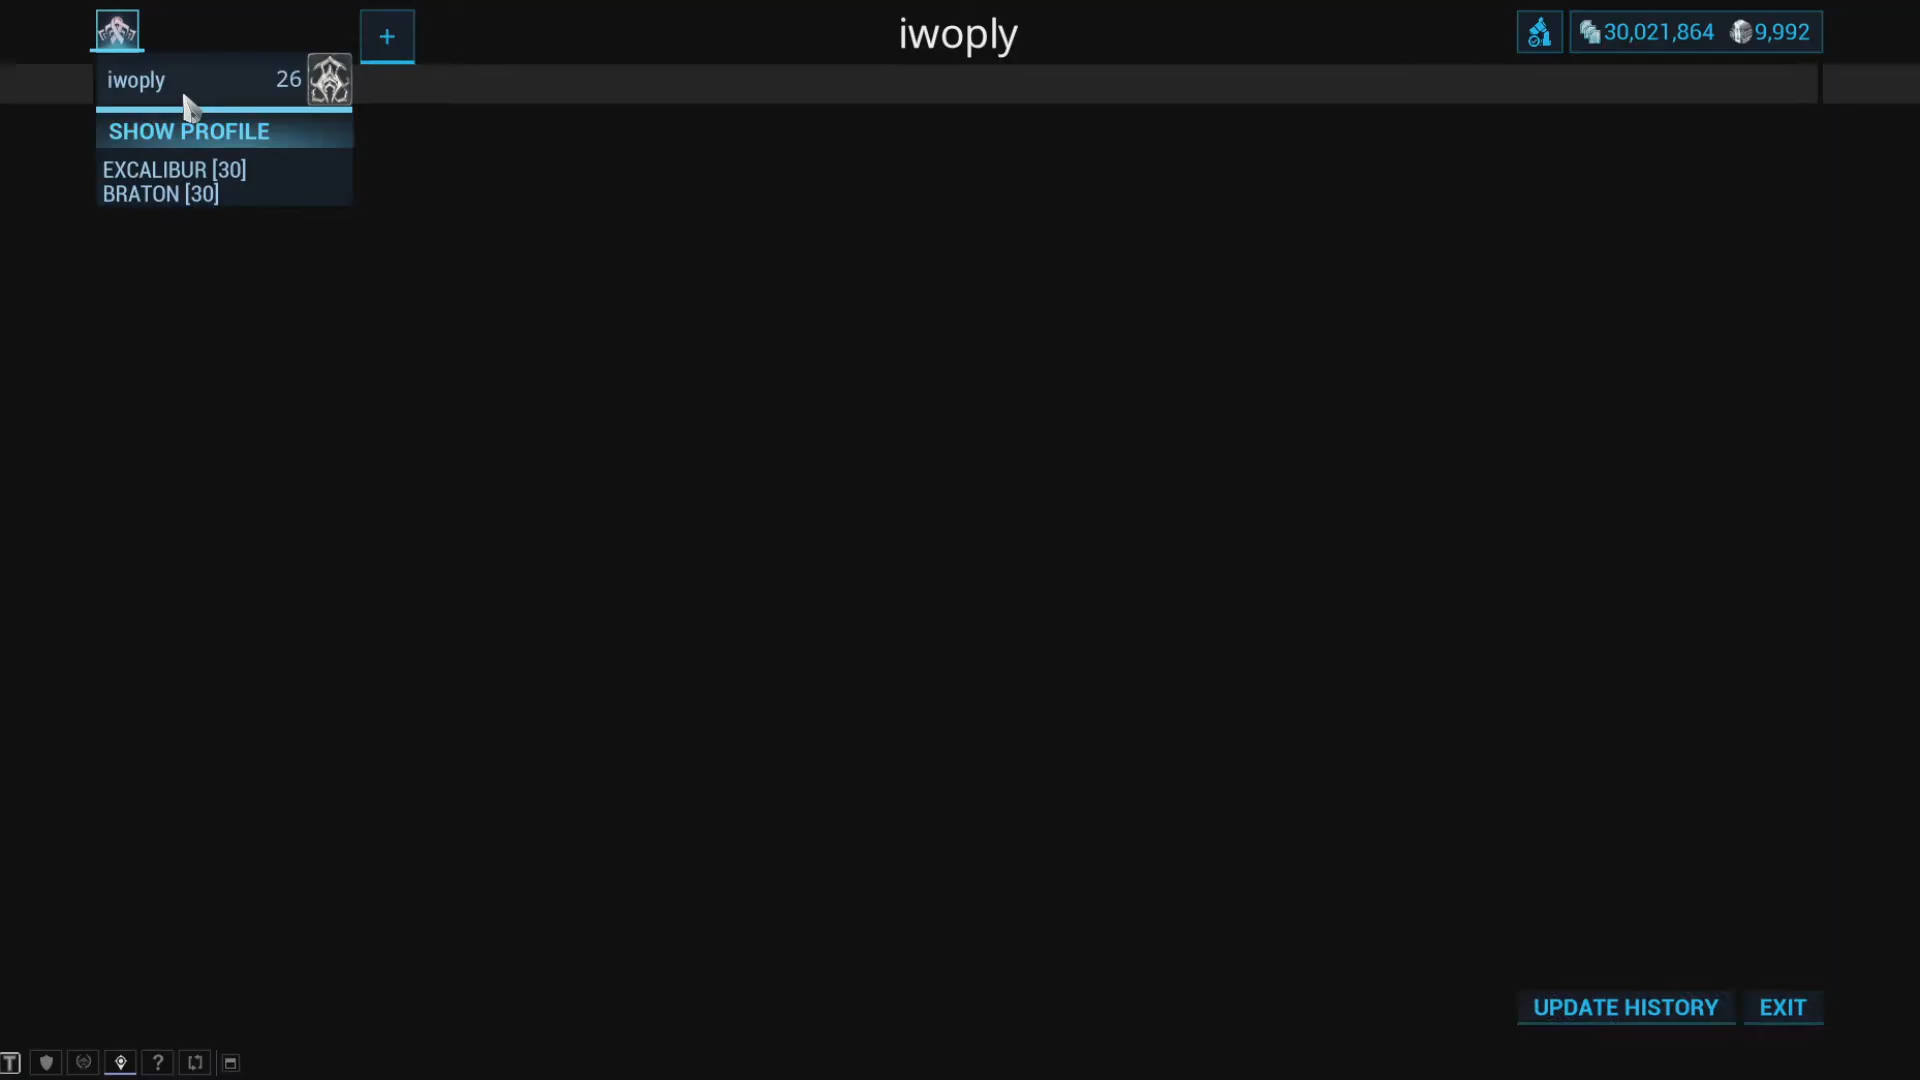 iwoply
30,021,864 9,992
iwoply 26
SHOW PROFILE
EXCALIBUR [30]
BRATON [30]
UPDATE HISTORY EXIT
T ?